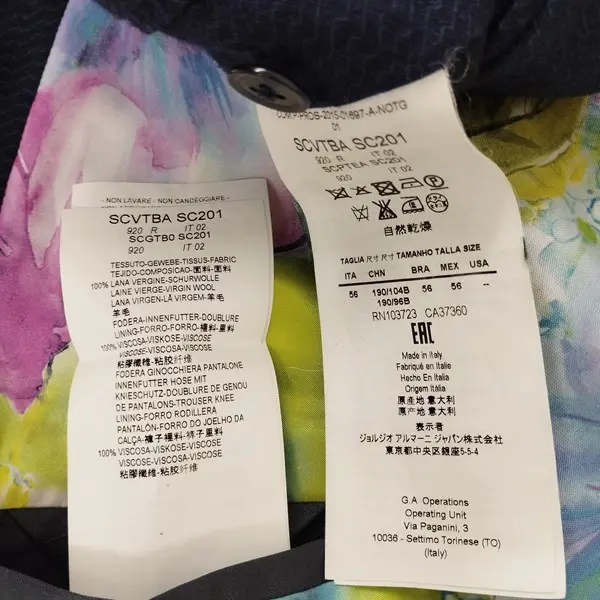 - NON LAVARE - NON CANDEGGIARE -
SCVTBA SC201
920 R IT 02
SCGTB0 SC201
920 IT 02
TESSUTO-GEWEBE-TISSUS-FABRIC
TEJIDO-COMPOSICAO-面料-面料
100% LANA VERGINE-SCHURWOLLE
LAINE VIERGE-VIRGIN WOOL
LANA VIRGEN-LÃ VIRGEM-羊毛
羊毛
FODERA-INNENFUTTER-DOUBLURE
LINING-FORRO-FORRO-裡料-里料
100% VISCOSA-VISKOSE-VISCOSE
VISCOSE-VISCOSA-VISCOSE
粘膠纖維-粘胶纤维
FODERA GINOCCHIERA PANTALONE
INNENFUTTER HOSE MIT
KNIESCHUTZ-DOUBLURE DE GENOU
DE PANTALONS-TROUSER KNEE
LINING-FORRO RODILLERA
PANTALÓN-FORRO DO JOELHO DA
CALÇA-褲子裡料-裤子里料
100% VISCOSA-VISKOSE-VISCOSE
VISCOSE-VISCOSA-VISCOSE
粘膠纖維-粘胶纤维
COMP-PROS-2015-01697-A-NOTG
01
SCVTBA SC201
920 R IT 02
SCPTEA SC201
920 IT 02
自然乾燥
TAGLIA 尺寸 尺寸 TAMANHO TALLA SIZE
ITA CHN BRA MEX USA
56 190/104B 56 56 --
190/96B
RN103723 CA37360
EAC
Made in Italy
Fabriqué en Italie
Hecho En Italia
Origem Itália
原產地 意大利
原产地 意大利
表示者
ジョルジオ アルマーニ ジャパン株式会社
東京都中央区銀座5-5-4
G.A. Operations
Operating Unit
Via Paganini, 3
10036 - Settimo Torinese (TO)
(Italy)